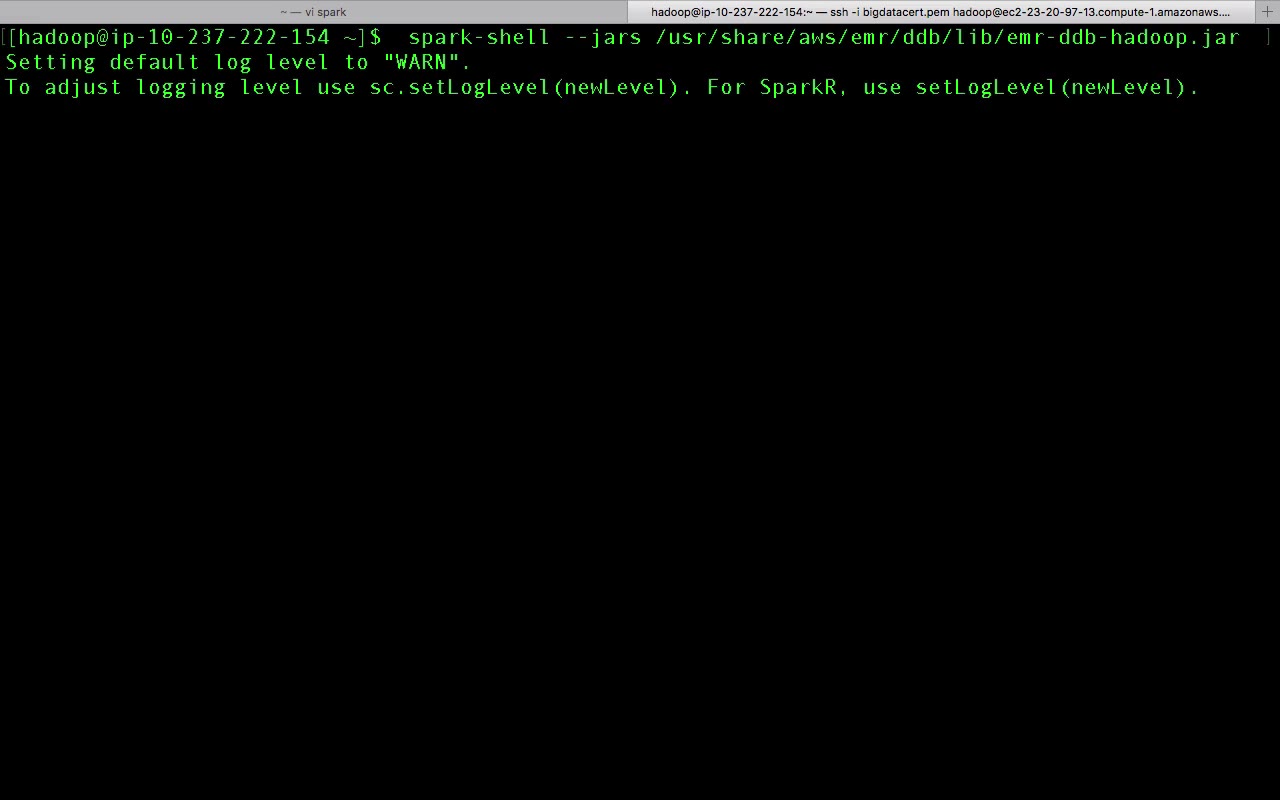 ~ — vi spark
hadoop@ip-10-237-222-154:~ — ssh -i bigdatacert.pem hadoop@ec2-23-20-97-13.compute-1.amazonaws.... +
[[hadoop@ip-10-237-222-154 ~]$  spark-shell --jars /usr/share/aws/emr/ddb/lib/emr-ddb-hadoop.jar ]
Setting default log level to "WARN".
To adjust logging level use sc.setLogLevel(newLevel). For SparkR, use setLogLevel(newLevel).